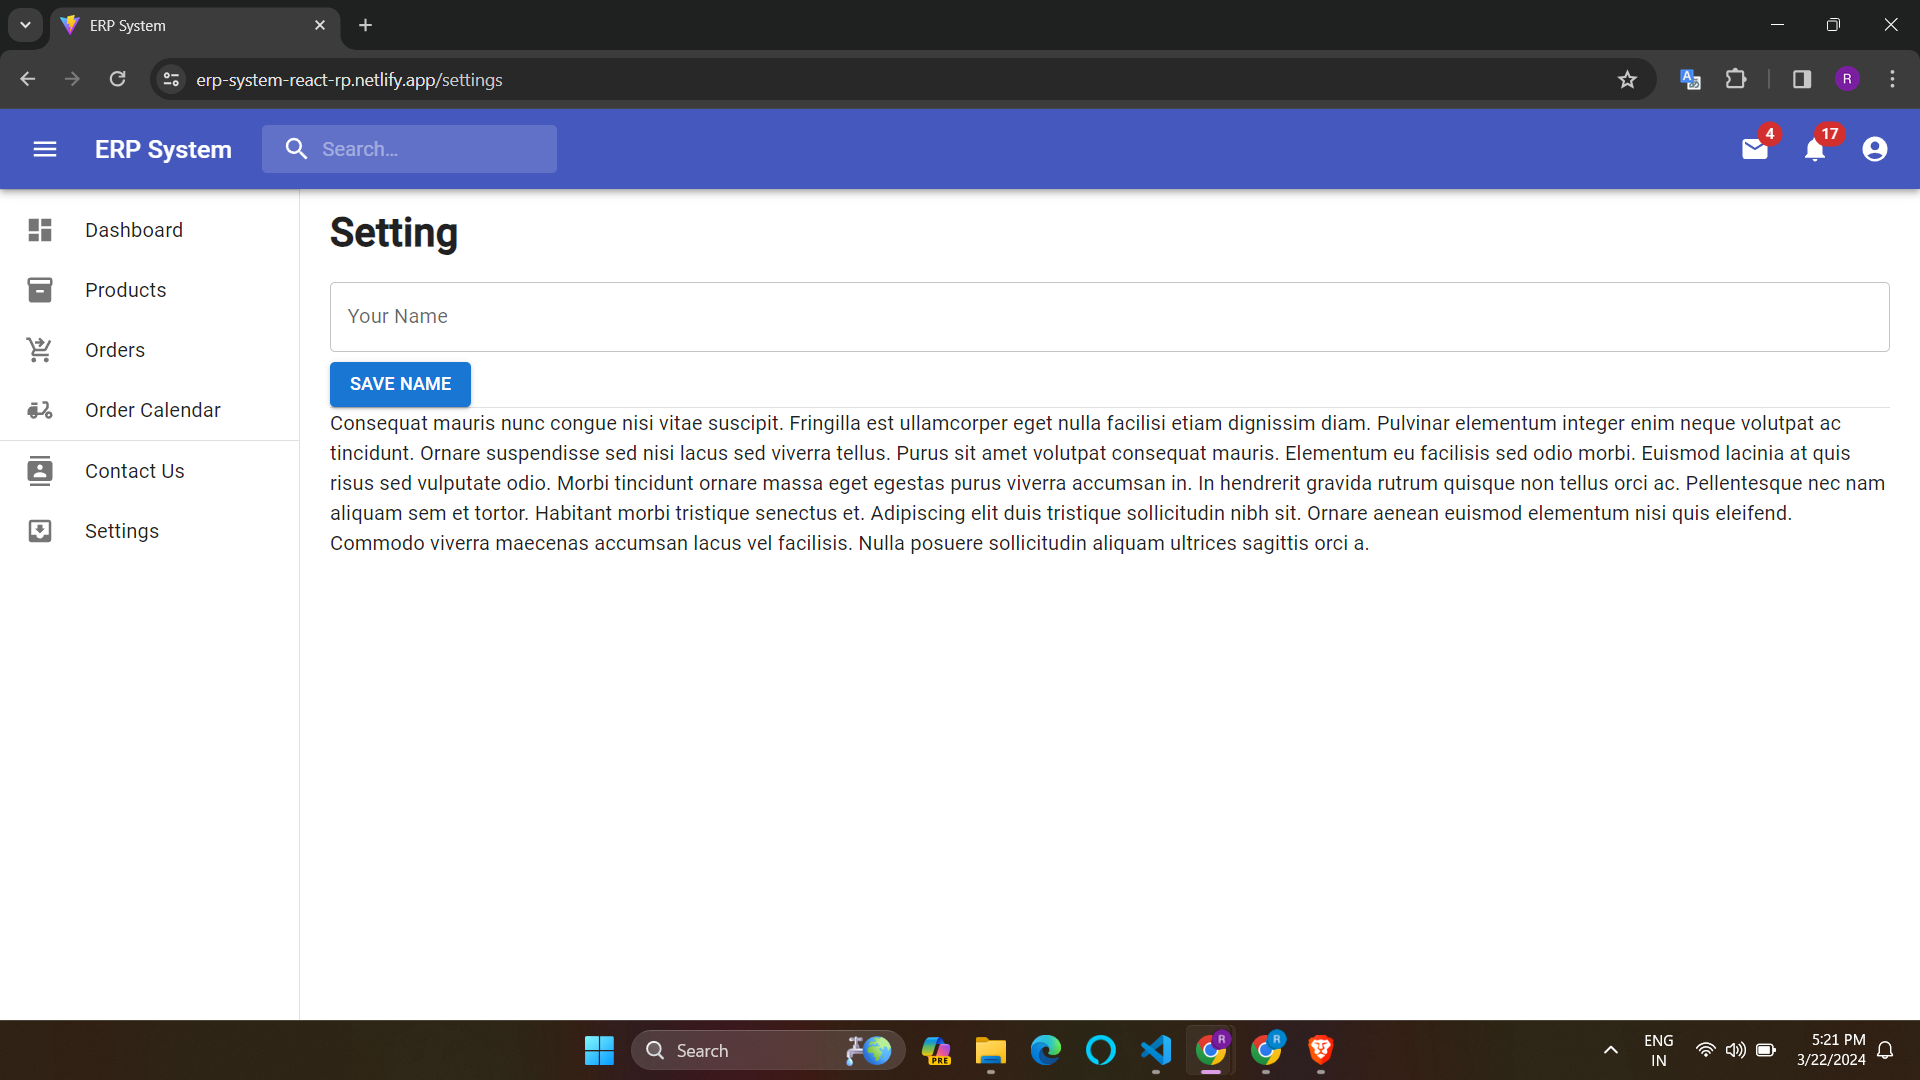 ERP System
erp-system-react-rp.netlify.app/settings
R
ERP System
Search...
4
17
Dashboard
Products
Orders
Order Calendar
Contact Us
Settings
Setting
Your Name
SAVE NAME
Consequat mauris nunc congue nisi vitae suscipit. Fringilla est ullamcorper eget nulla facilisi etiam dignissim diam. Pulvinar elementum integer enim neque volutpat ac
tincidunt. Ornare suspendisse sed nisi lacus sed viverra tellus. Purus sit amet volutpat consequat mauris. Elementum eu facilisis sed odio morbi. Euismod lacinia at quis
risus sed vulputate odio. Morbi tincidunt ornare massa eget egestas purus viverra accumsan in. In hendrerit gravida rutrum quisque non tellus orci ac. Pellentesque nec nam
aliquam sem et tortor. Habitant morbi tristique senectus et. Adipiscing elit duis tristique sollicitudin nibh sit. Ornare aenean euismod elementum nisi quis eleifend.
Commodo viverra maecenas accumsan lacus vel facilisis. Nulla posuere sollicitudin aliquam ultrices sagittis orci a.
Search
PRE
R
R
ENG
IN
5:21 PM
3/22/2024